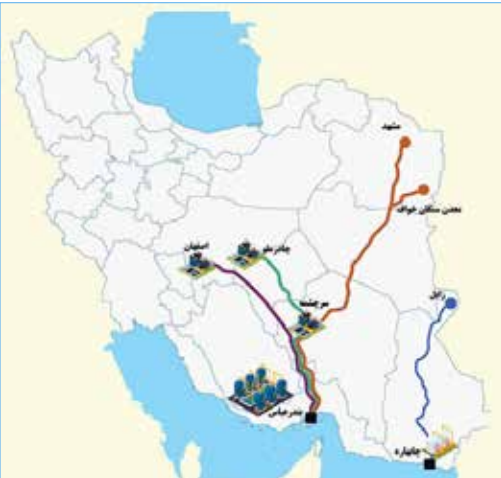 مشهد
معدن سنگان خواف
چادرملو
اصفهان
سرچشمه
زابل
بندرعباس
چابهار